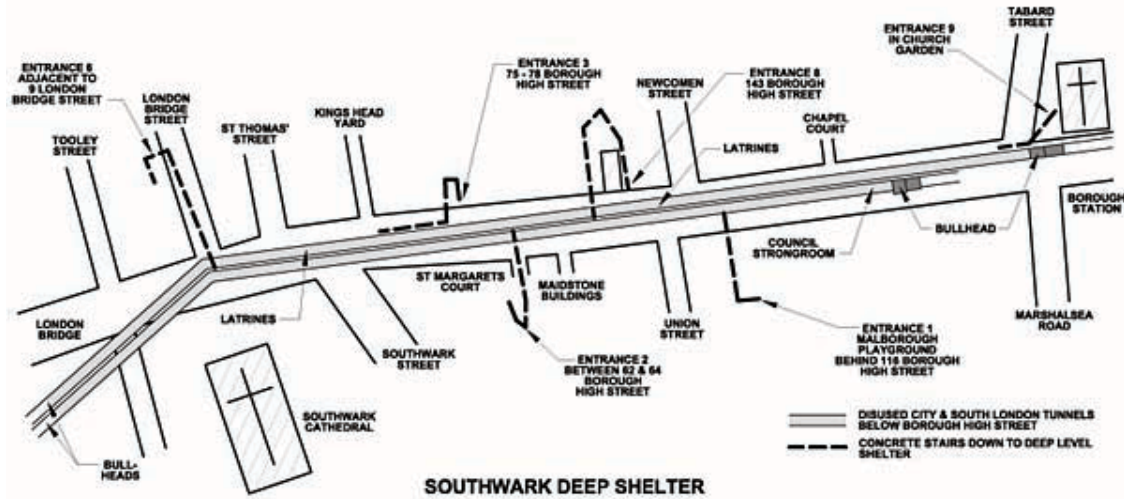 TABARD
STREET
ENTRANCE 9
IN CHURCH
GARDEN
ENTRANCE 3
75 - 78 BOROUGH
HIGH STREET
ENTRANCE 6
ADJACENT TO
9 LONDON
BRIDGE STREET
LONDON
BRIDGE
STREET
NEWCOMEN
STREET
ENTRANCE 8
143 BOROUGH
HIGH STREET
KINGS HEAD
YARD
ST THOMAS'
STREET
TOOLEY
STREET
CHAPEL
COURT
LATRINES
BOROUGH
STATION
BULLHEAD
COUNCIL
STRONGROOM
ST MARGARETS
COURT
MAIDSTONE
BUILDINGS
LATRINES
LONDON
BRIDGE
UNION
STREET
MARSHALSEA
ROAD
SOUTHWARK
STREET
ENTRANCE 2
BETWEEN 62 & 64
BOROUGH
HIGH STREET
ENTRANCE 1
MALBOROUGH
PLAYGROUND
BEHIND 116 BOROUGH
HIGH STREET
SOUTHWARK
CATHEDRAL
DISUSED CITY & SOUTH LONDON TUNNELS
BELOW BOROUGH HIGH STREET
CONCRETE STAIRS DOWN TO DEEP LEVEL
SHELTER
BULL-
HEADS
SOUTHWARK DEEP SHELTER